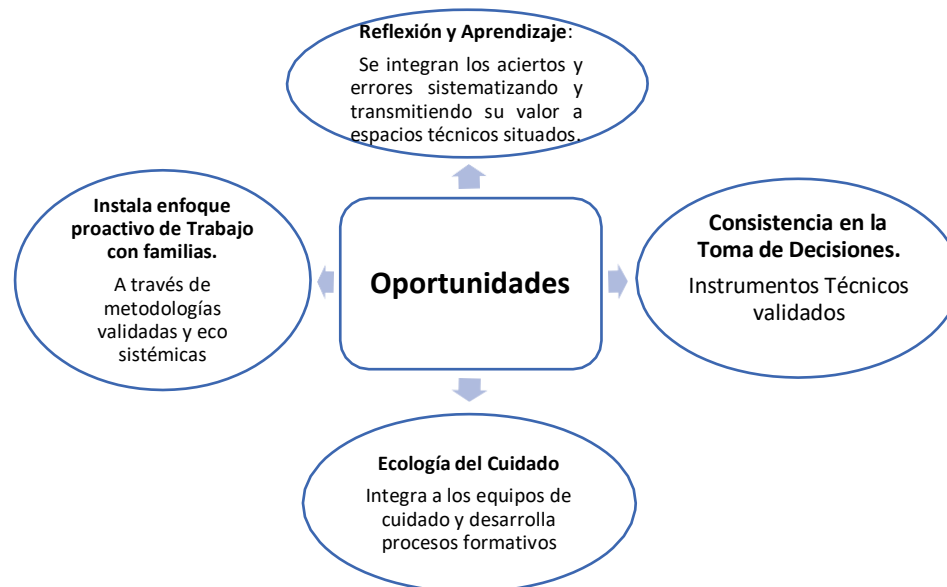 Reflexión y Aprendizaje:
Se integran los aciertos y
errores sistematizando y
transmitiendo su valor a
espacios técnicos situados.
Instala enfoque
proactivo de Trabajo
con familias.
A través de
metodologías
validadas y eco
sistémicas
Oportunidades
Consistencia en la
Toma de Decisiones.
Instrumentos Técnicos
validados
Ecología del Cuidado
Integra a los equipos de
cuidado y desarrolla
procesos formativos